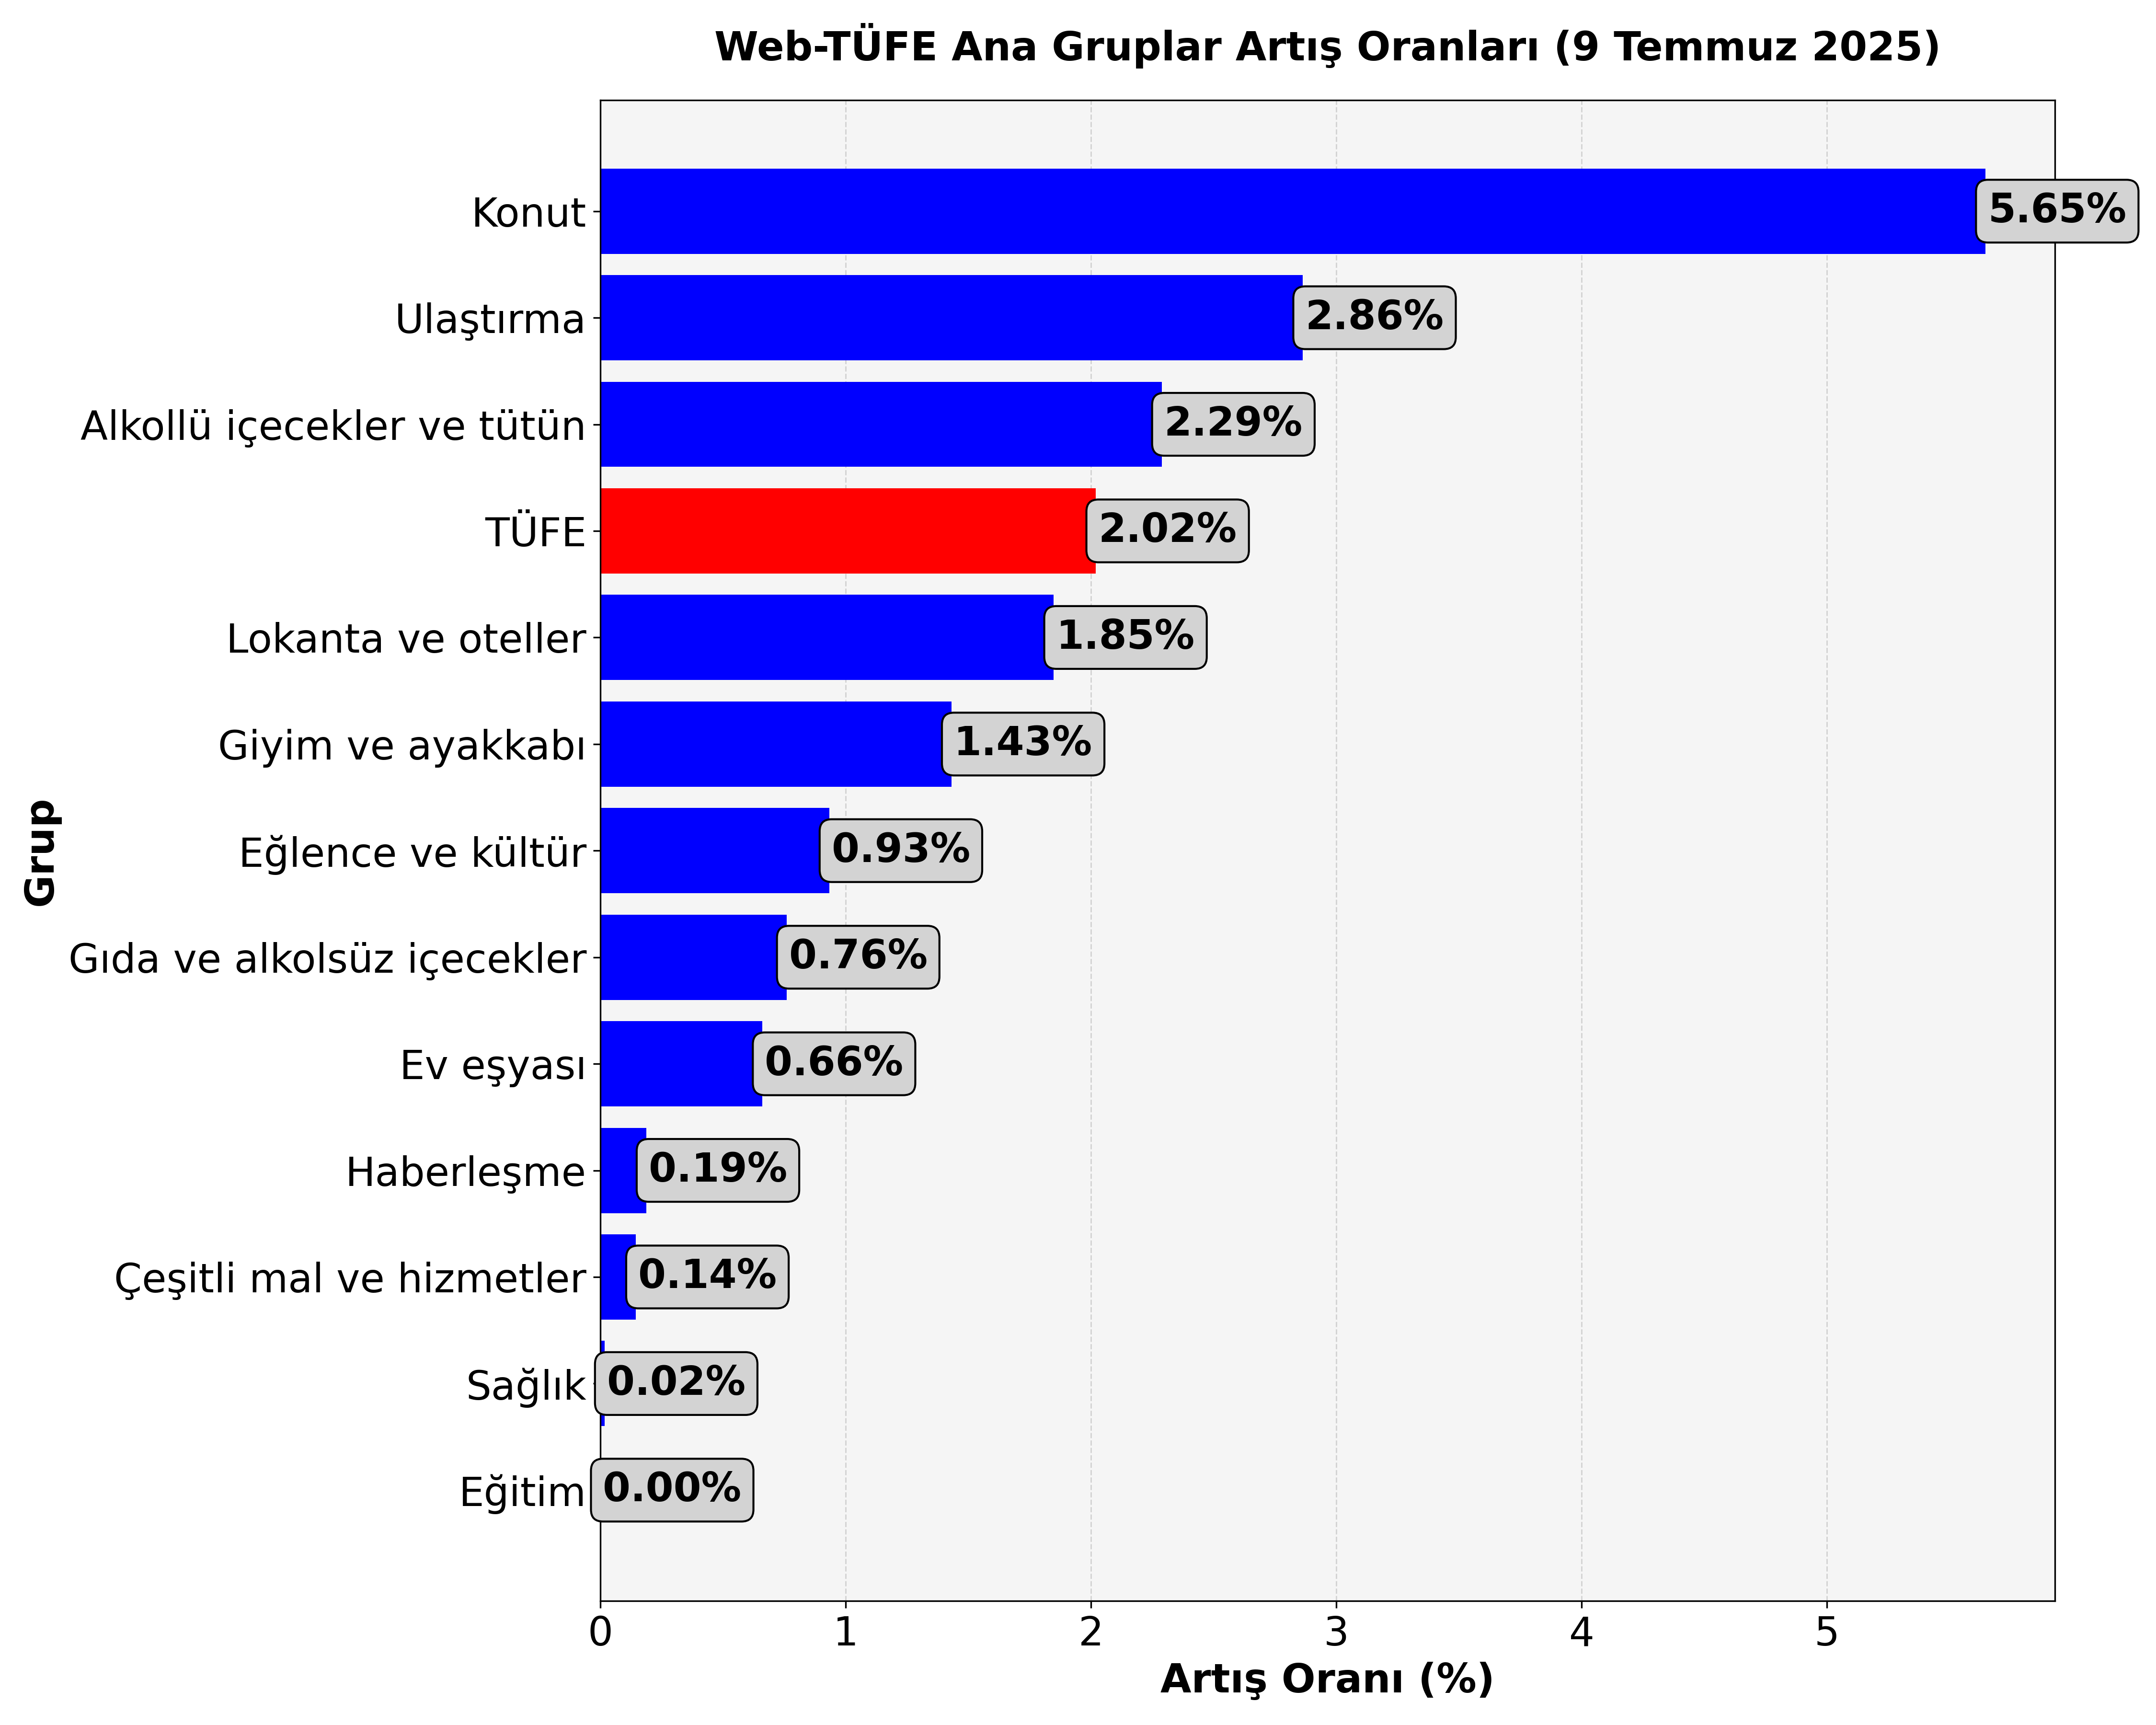 Web-TÜFE Ana Gruplar Artış Oranları (9 Temmuz 2025)
Grup
Konut 5.65%
Ulaştırma 2.86%
Alkollü içecekler ve tütün 2.29%
TÜFE 2.02%
Lokanta ve oteller 1.85%
Giyim ve ayakkabı 1.43%
Eğlence ve kültür 0.93%
Gıda ve alkolsüz içecekler 0.76%
Ev eşyası 0.66%
Haberleşme 0.19%
Çeşitli mal ve hizmetler 0.14%
Sağlık 0.02%
Eğitim 0.00%
0 1 2 3 4 5
Artış Oranı (%)